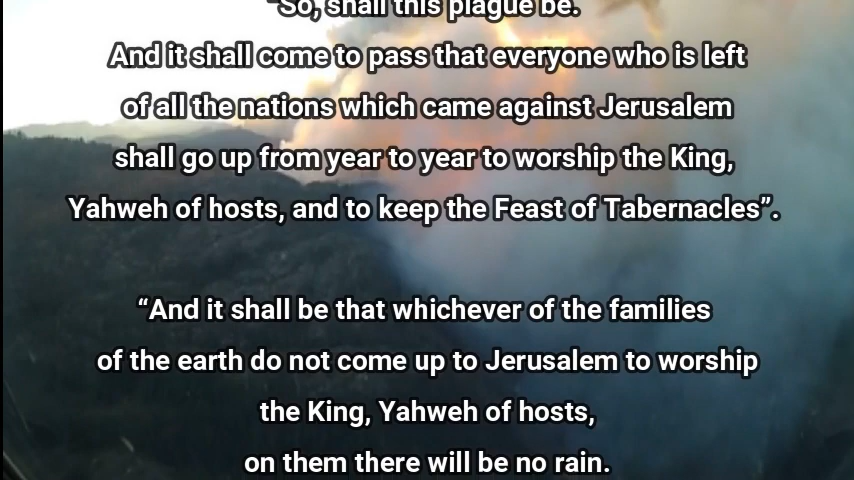 “So, shall this plague be.
And it shall come to pass that everyone who is left
of all the nations which came against Jerusalem
shall go up from year to year to worship the King,
Yahweh of hosts, and to keep the Feast of Tabernacles”.
“And it shall be that whichever of the families
of the earth do not come up to Jerusalem to worship
the King, Yahweh of hosts,
on them there will be no rain.